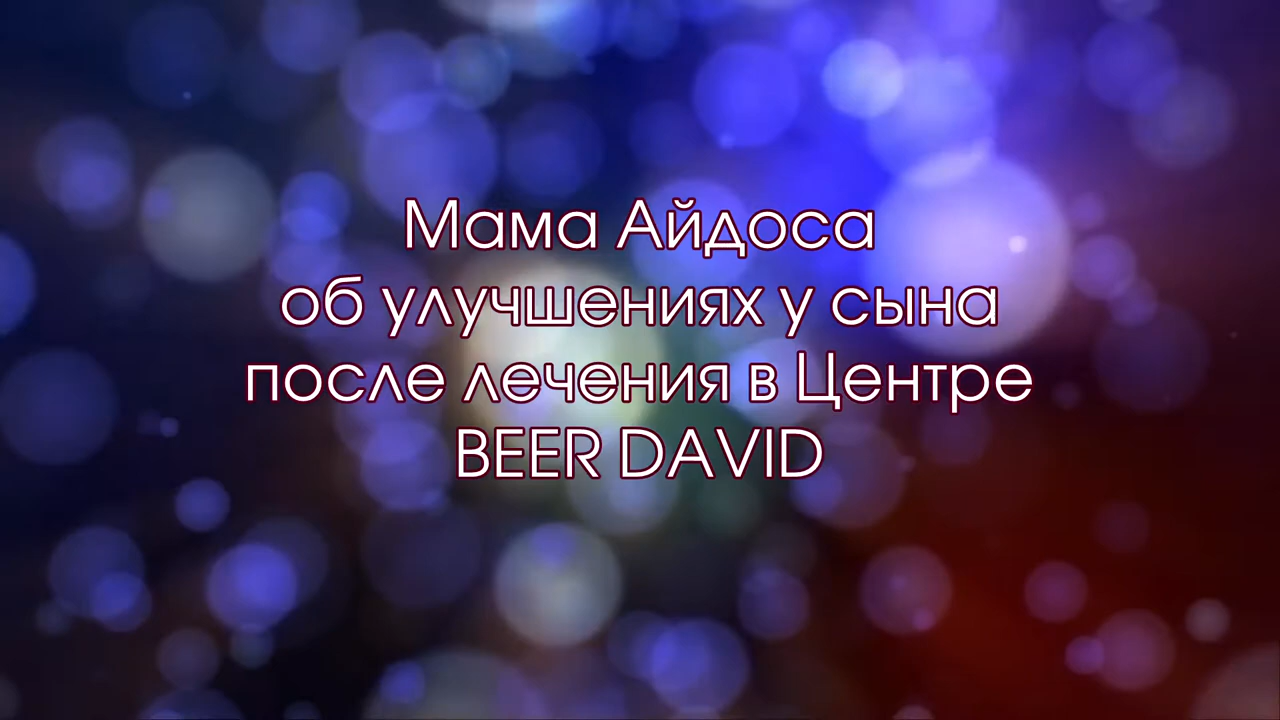 Мама Айдоса
об улучшениях у сына
после лечения в Центре
BEER DAVID